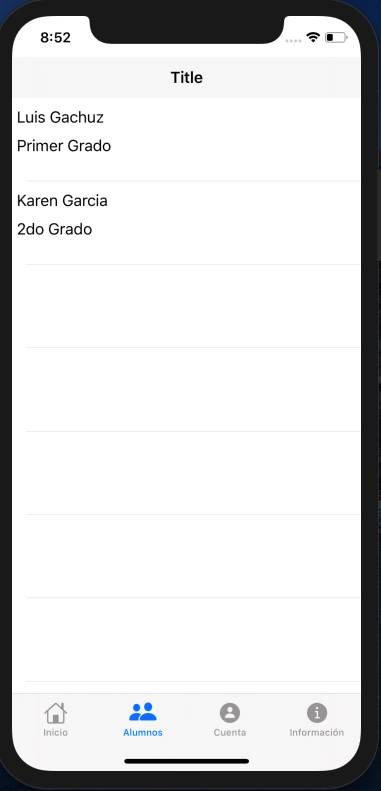 8:52
Title
Luis Gachuz
Primer Grado
Karen Garcia
2do Grado
Inicio
Alumnos
Cuenta
Información